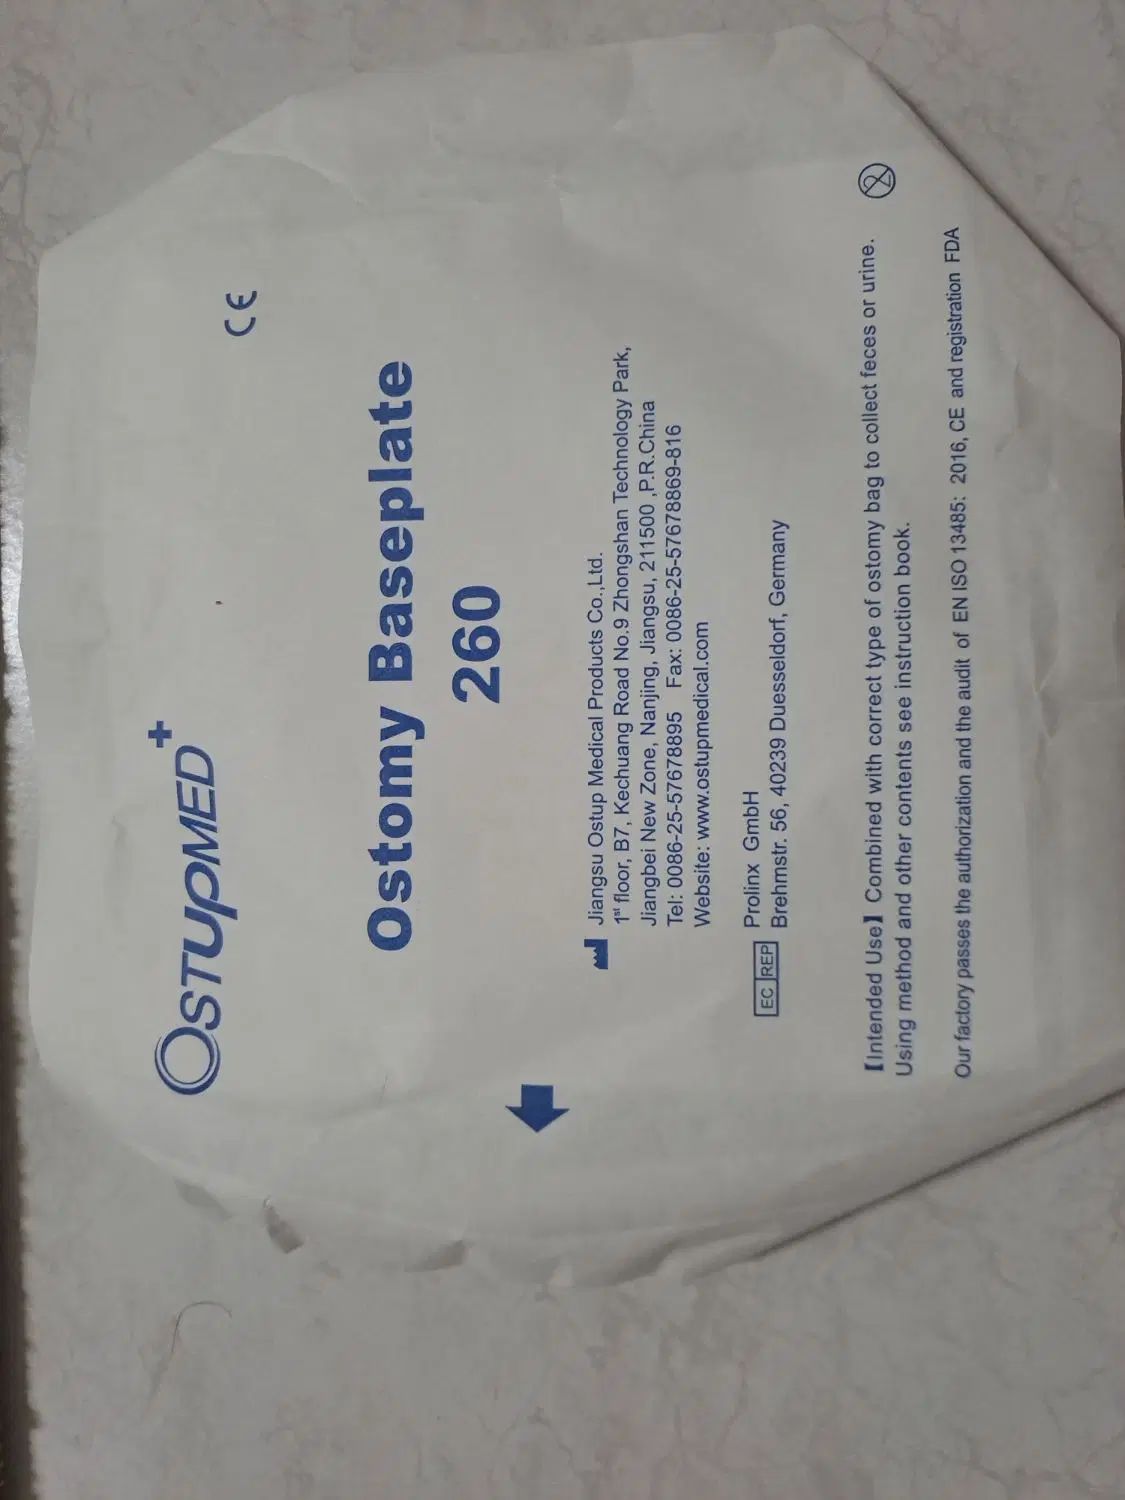 OSTUPMED+
CE
Ostomy Baseplate
260
Jiangsu Ostup Medical Products Co.,Ltd.
1st floor, B7, Kechuang Road No.9 Zhongshan Technology Park,
Jiangbei New Zone, Nanjing, Jiangsu, 211500 ,P.R.China
Tel: 0086-25-57678895 Fax: 0086-25-57678869-816
Website: www.ostupmedical.com
EC REP Prolinx GmbH
Brehmstr. 56, 40239 Duesseldorf, Germany
【Intended Use】Combined with correct type of ostomy bag to collect feces or urine.
Using method and other contents see instruction book.
2
Our factory passes the authorization and the audit of EN ISO 13485: 2016, CE and registration FDA